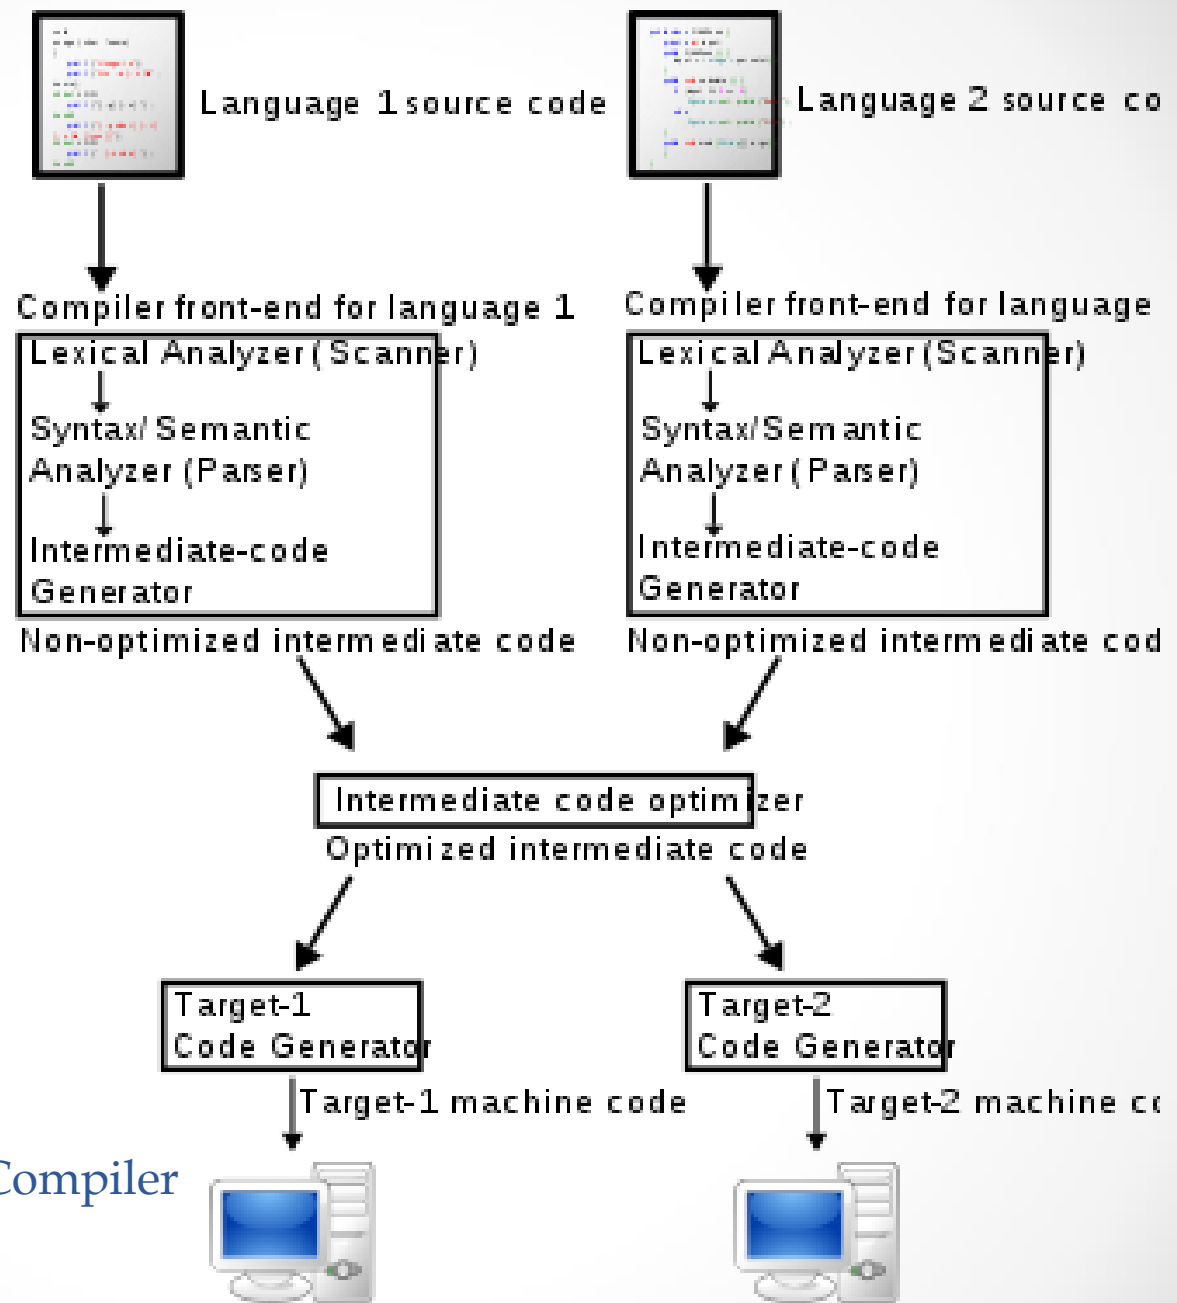 Language 1 source code
Language 2 source co
Compiler front-end for language 1
Lexical Analyzer (Scanner)
Syntax/Semantic
Analyzer (Parser)
Intermediate-code
Generator
Non-optimized intermediate code
Compiler front-end for language
Lexical Analyzer (Scanner)
Syntax/Semantic
Analyzer (Parser)
Intermediate-code
Generator
Non-optimized intermediate cod
Intermediate code optimizer
Optimized intermediate code
Target-1
Code Generator
Target-1 machine code
Target-2
Code Generator
Target-2 machine co
Compiler